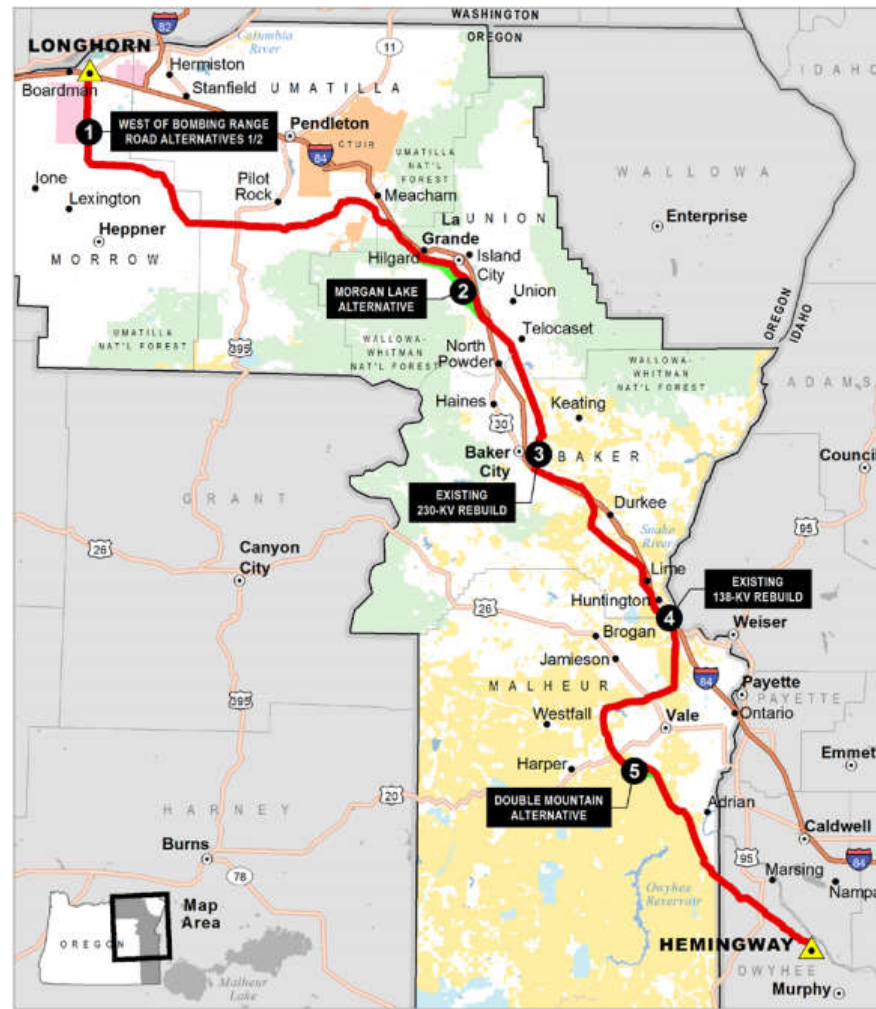 WASHINGTON
OREGON
82
Columbia
River
11
LONGHORN
IDAHO
Boardman
Hermiston
Stanfield
UMATILLA
1
WEST OF BOMBING RANGE
ROAD ALTERNATIVES 1/2
Pendleton
84
CTUIR
UMATILLA
NAT'L
FOREST
WALLOWA
Ione
Lexington
Pilot
Rock
Meacham
La
Grande
UNION
Enterprise
Heppner
MORROW
Hilgard
Island
City
2
MORGAN LAKE
ALTERNATIVE
Union
OREGON
IDAHO
UMATILLA
NAT'L FOREST
395
WALLOWA-
WHITMAN
NAT'L FOREST
Telocaset
North
Powder
WALLOWA-
WHITMAN
NAT'L FOREST
ADAMS
Haines
Keating
30
Baker
City
3
BAKER
Council
EXISTING
230-KV REBUILD
GRANT
Durkee
Snake
River
95
26
Canyon
City
Lime
Huntington
EXISTING
138-KV REBUILD
4
26
Brogan
Weiser
Jamieson
MALHEUR
84
Payette
PAYETTE
395
Westfall
Vale
Ontario
Harper
5
Emmet
20
DOUBLE MOUNTAIN
ALTERNATIVE
Adrian
HARNEY
Caldwell
Burns
95
84
Marsing
Nampa
78
Map
Area
OREGON
Owyhee
Reservoir
HEMINGWAY
OWYHEE
Malheur
Lake
Murphy